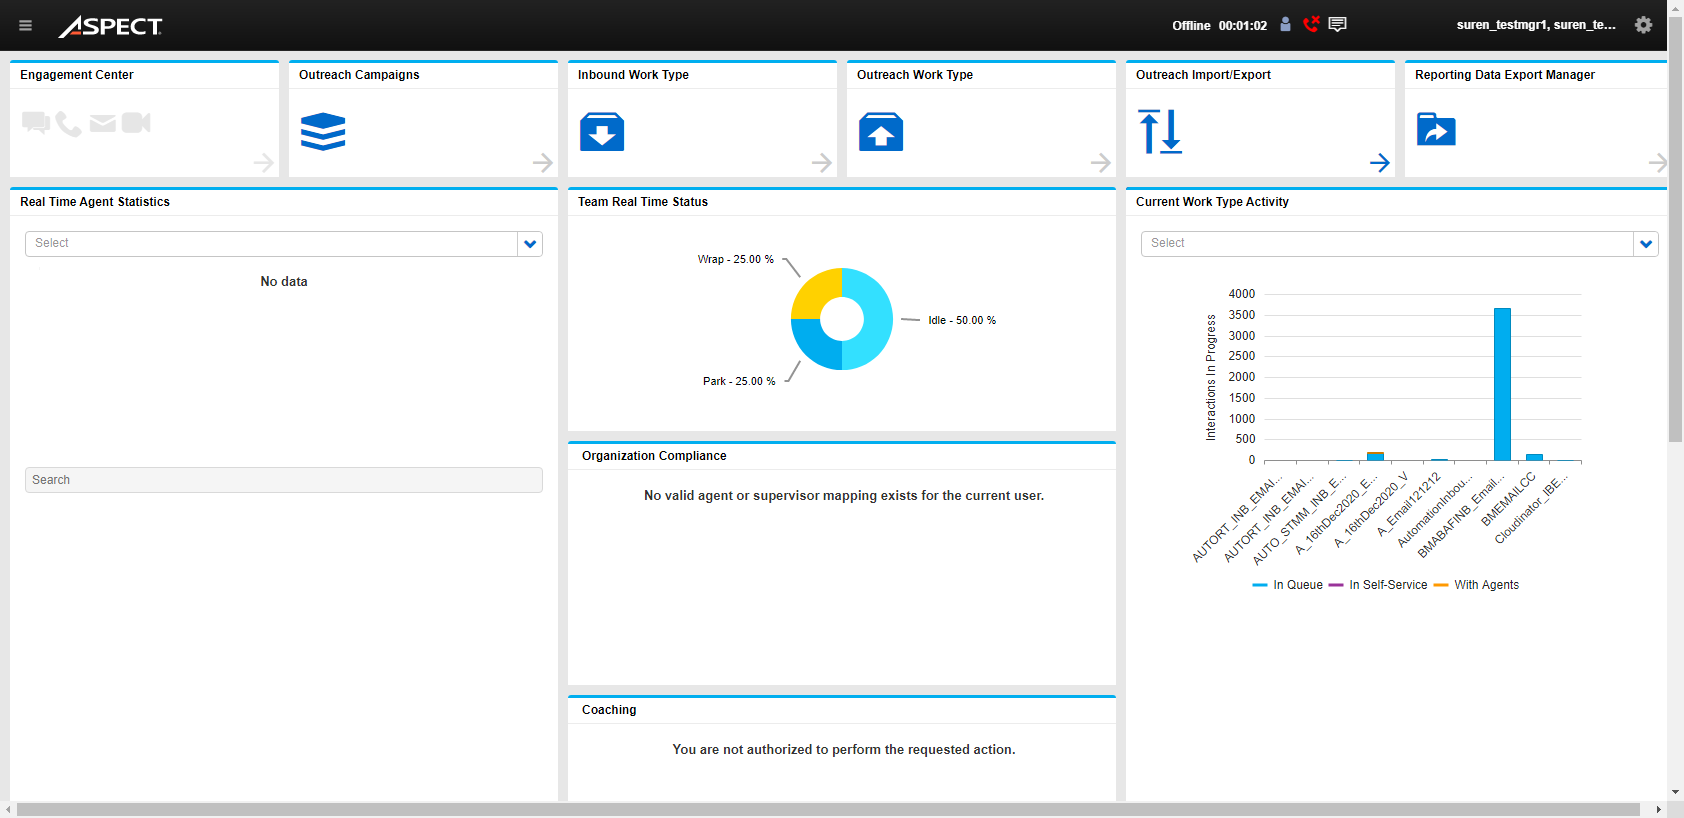 ASPECT
Offline 00:01:02
suren_testmgr1, suren_te...
Engagement Center
Outreach Campaigns
Inbound Work Type
Outreach Work Type
Outreach Import/Export
Reporting Data Export Manager
Real Time Agent Statistics
Select
No data
Search
Team Real Time Status
Wrap - 25.00 %
Idle - 50.00 %
Park - 25.00 %
Organization Compliance
No valid agent or supervisor mapping exists for the current user.
Coaching
You are not authorized to perform the requested action.
Current Work Type Activity
Select
Interactions In Progress
4000
3500
3000
2500
2000
1500
1000
500
0
AUTORT_INB_EMAI...
AUTORT_INB_EMAI...
AUTO_STMM_INB_E...
A_16thDec2020_E...
A_16thDec2020_V
A_Email121212
AutomationInbou...
BMABAFINB_Email...
BMEMAILCC
Cloudinator_IBE...
In Queue In Self-Service With Agents